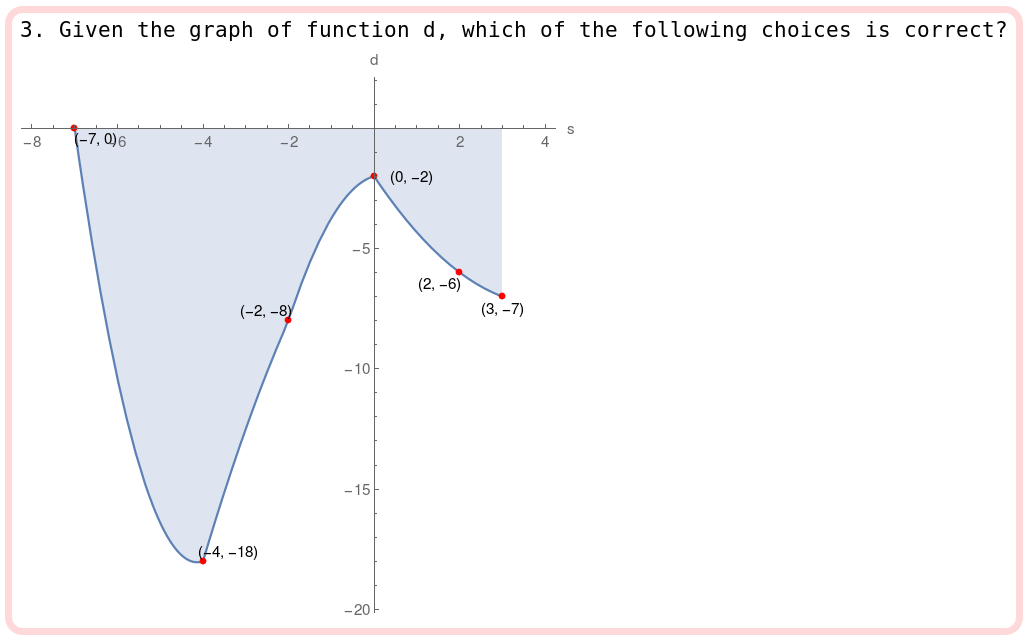 3. Given the graph of function d, which of the following choices is correct?
d
s
−8 (−7, 0) −6 −4 −2 2 4
(0, −2)
−5
(2, −6)
(3, −7)
(−2, −8)
−10
−15
(−4, −18)
−20